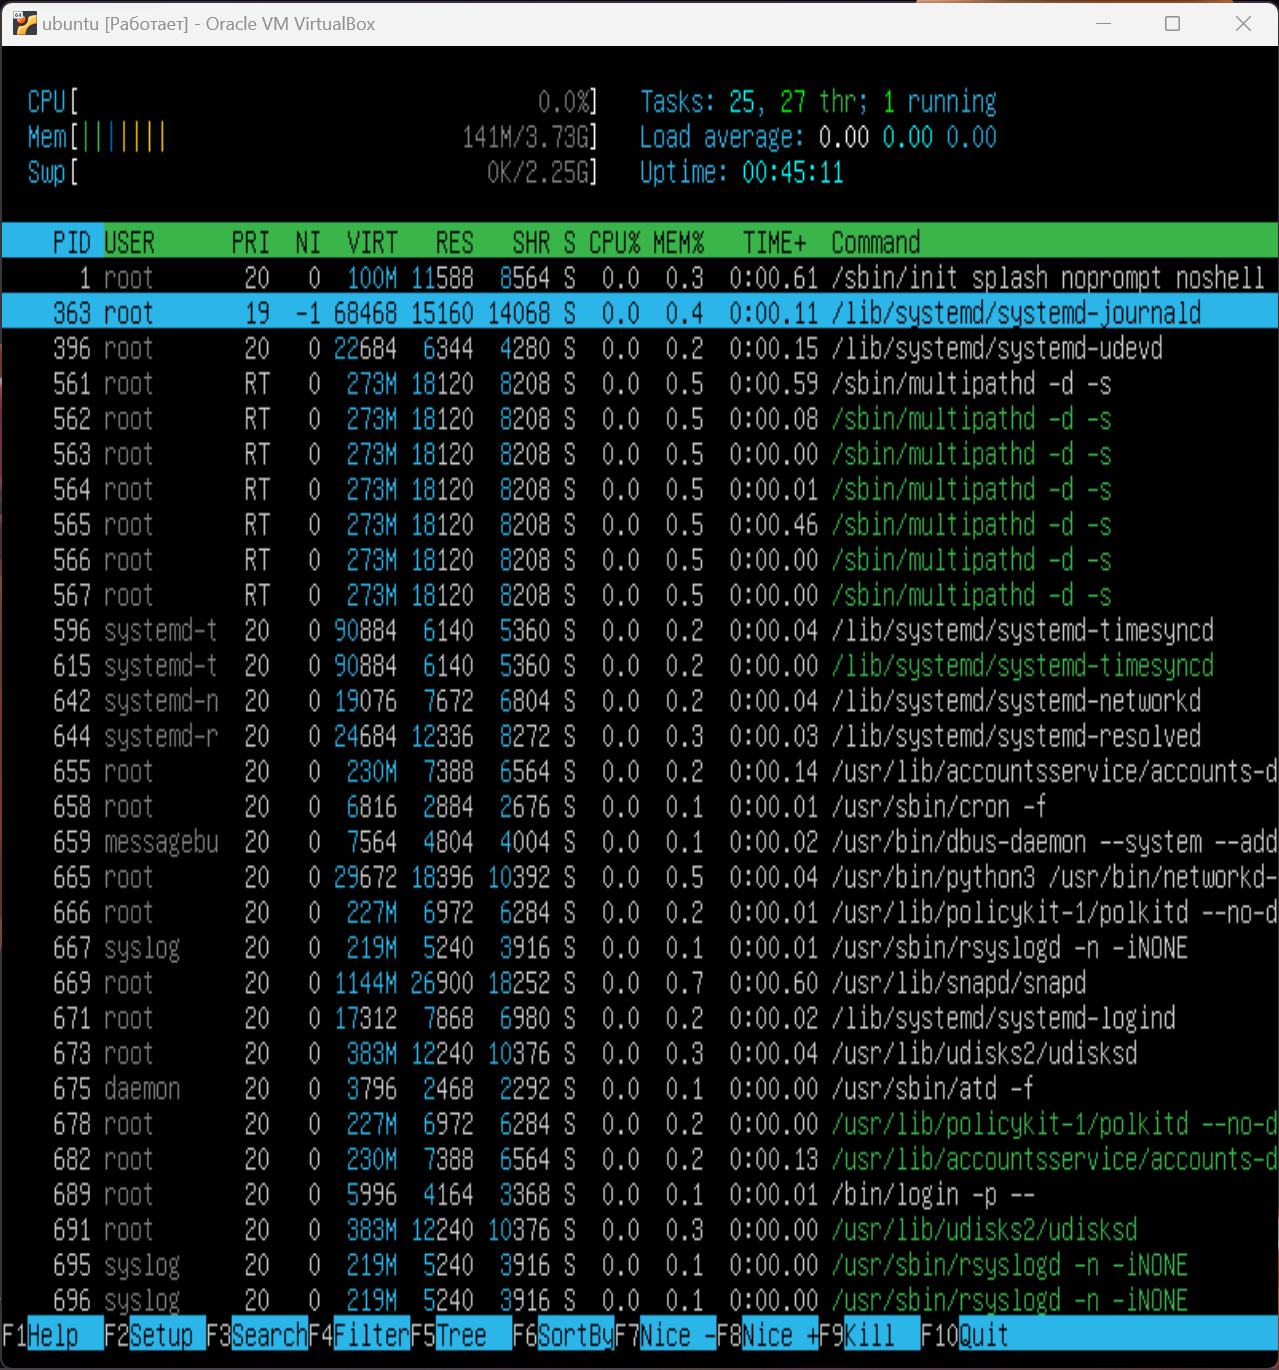 ubuntu [Работает] - Oracle VM VirtualBox
CPU[ 0.0%] Tasks: 25, 27 thr; 1 running
Mem[||||||| 141M/3.73G] Load average: 0.00 0.00 0.00
Swp[ 0K/2.25G] Uptime: 00:45:11
PID USER PRI NI VIRT RES SHR S CPU% MEM% TIME+ Command
1 root 20 0 100M 11588 8564 S 0.0 0.3 0:00.61 /sbin/init splash noprompt noshell
363 root 19 -1 68468 15160 14068 S 0.0 0.4 0:00.11 /lib/systemd/systemd-journald
396 root 20 0 22684 6344 4280 S 0.0 0.2 0:00.15 /lib/systemd/systemd-udevd
561 root RT 0 273M 18120 8208 S 0.0 0.5 0:00.59 /sbin/multipathd -d -s
562 root RT 0 273M 18120 8208 S 0.0 0.5 0:00.08 /sbin/multipathd -d -s
563 root RT 0 273M 18120 8208 S 0.0 0.5 0:00.00 /sbin/multipathd -d -s
564 root RT 0 273M 18120 8208 S 0.0 0.5 0:00.01 /sbin/multipathd -d -s
565 root RT 0 273M 18120 8208 S 0.0 0.5 0:00.46 /sbin/multipathd -d -s
566 root RT 0 273M 18120 8208 S 0.0 0.5 0:00.00 /sbin/multipathd -d -s
567 root RT 0 273M 18120 8208 S 0.0 0.5 0:00.00 /sbin/multipathd -d -s
596 systemd-t 20 0 90884 6140 5360 S 0.0 0.2 0:00.04 /lib/systemd/systemd-timesyncd
615 systemd-t 20 0 90884 6140 5360 S 0.0 0.2 0:00.00 /lib/systemd/systemd-timesyncd
642 systemd-n 20 0 19076 7672 6804 S 0.0 0.2 0:00.04 /lib/systemd/systemd-networkd
644 systemd-r 20 0 24684 12336 8272 S 0.0 0.3 0:00.03 /lib/systemd/systemd-resolved
655 root 20 0 230M 7388 6564 S 0.0 0.2 0:00.14 /usr/lib/accountsservice/accounts-d
658 root 20 0 6816 2884 2676 S 0.0 0.1 0:00.01 /usr/sbin/cron -f
659 messagebu 20 0 7564 4804 4004 S 0.0 0.1 0:00.02 /usr/bin/dbus-daemon --system --add
665 root 20 0 29672 18396 10392 S 0.0 0.5 0:00.04 /usr/bin/python3 /usr/bin/networkd-
666 root 20 0 227M 6972 6284 S 0.0 0.2 0:00.01 /usr/lib/policykit-1/polkitd --no-d
667 syslog 20 0 219M 5240 3916 S 0.0 0.1 0:00.01 /usr/sbin/rsyslogd -n -iNONE
669 root 20 0 1144M 26900 18252 S 0.0 0.7 0:00.60 /usr/lib/snapd/snapd
671 root 20 0 17312 7868 6980 S 0.0 0.2 0:00.02 /lib/systemd/systemd-logind
673 root 20 0 383M 12240 10376 S 0.0 0.3 0:00.04 /usr/lib/udisks2/udisksd
675 daemon 20 0 3796 2468 2292 S 0.0 0.1 0:00.00 /usr/sbin/atd -f
678 root 20 0 227M 6972 6284 S 0.0 0.2 0:00.00 /usr/lib/policykit-1/polkitd --no-d
682 root 20 0 230M 7388 6564 S 0.0 0.2 0:00.13 /usr/lib/accountsservice/accounts-d
689 root 20 0 5996 4164 3368 S 0.0 0.1 0:00.01 /bin/login -p --
691 root 20 0 383M 12240 10376 S 0.0 0.3 0:00.00 /usr/lib/udisks2/udisksd
695 syslog 20 0 219M 5240 3916 S 0.0 0.1 0:00.00 /usr/sbin/rsyslogd -n -iNONE
696 syslog 20 0 219M 5240 3916 S 0.0 0.1 0:00.00 /usr/sbin/rsyslogd -n -iNONE
F1Help F2Setup F3SearchF4FilterF5Tree F6SortByF7Nice -F8Nice +F9Kill F10Quit